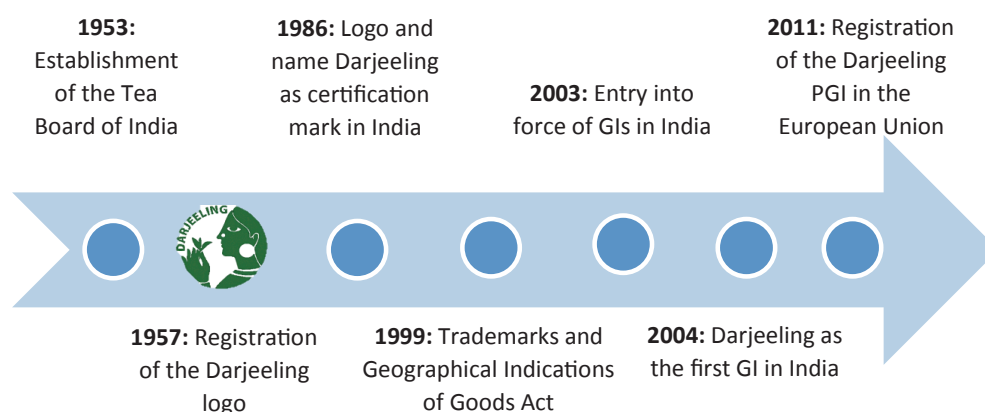 1953:
Establishment
of the Tea
Board of India
1986: Logo and
name Darjeeling
as certification
mark in India
2003: Entry into
force of GIs in India
2011: Registration
of the Darjeeling
PGI in the
European Union
DARJEELING
1957: Registration
of the Darjeeling
logo
1999: Trademarks and
Geographical Indications
of Goods Act
2004: Darjeeling as
the first GI in India